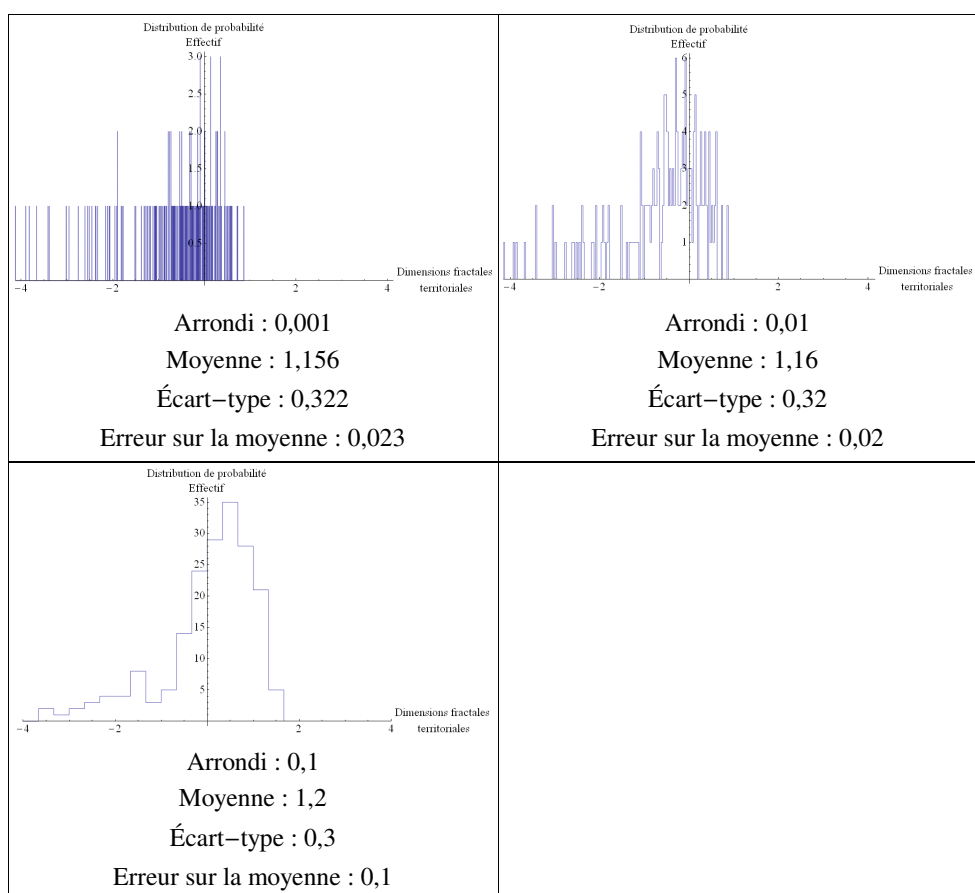 Distribution de probabilité
Effectif
3.0
2.5
2.0
1.5
1.0
0.5
−4
−2
2
4
Dimensions fractales
territoriales
Arrondi : 0,001
Moyenne : 1,156
Écart−type : 0,322
Erreur sur la moyenne : 0,023
Distribution de probabilité
Effectif
6
5
4
3
2
1
−4
−2
2
4
Dimensions fractales
territoriales
Arrondi : 0,01
Moyenne : 1,16
Écart−type : 0,32
Erreur sur la moyenne : 0,02
Distribution de probabilité
Effectif
35
30
25
20
15
10
5
−4
−2
2
4
Dimensions fractales
territoriales
Arrondi : 0,1
Moyenne : 1,2
Écart−type : 0,3
Erreur sur la moyenne : 0,1